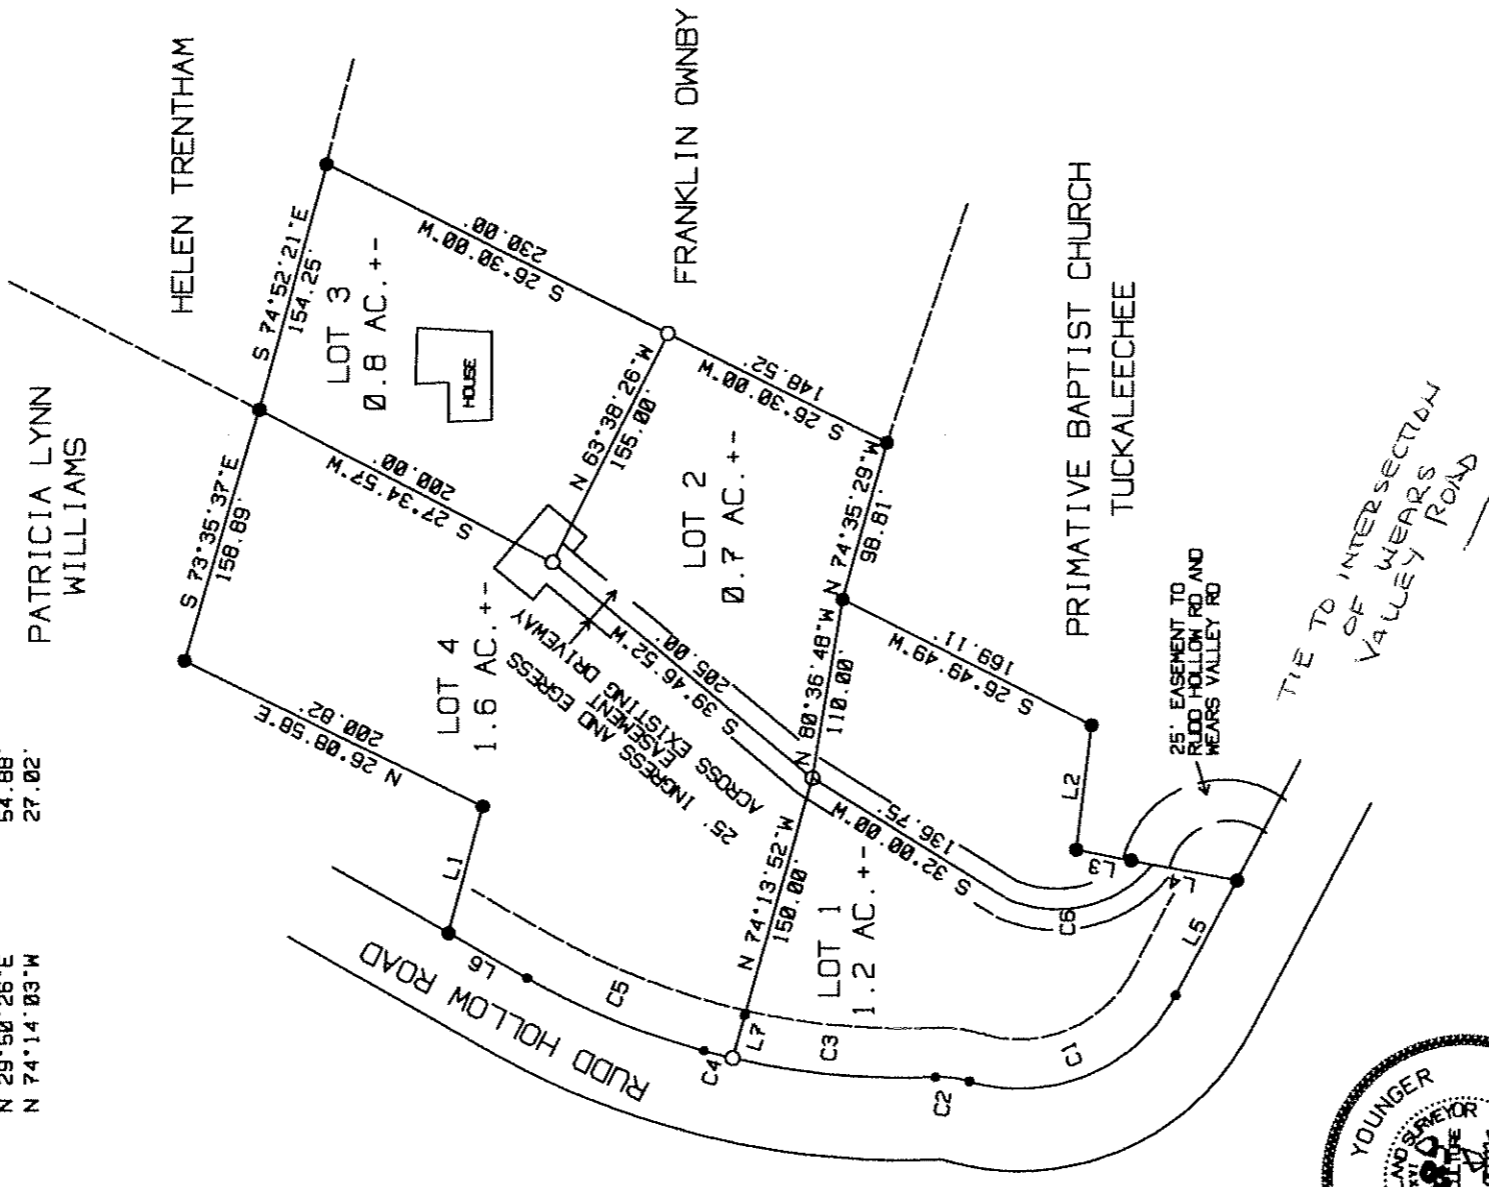 54.88'
27.02'
N 29°50'26"E
N 74°14'03"W
PATRICIA LYNN
WILLIAMS
HELEN TRENTHAM
FRANKLIN OWNBY
S 73°35'37"E
158.89'
S 74°52'21"E
154.25'
LOT 3
0.8 AC.+-
HOUSE
S 26°30'00"W
230.00'
S 27°34'57"W
200.00'
N 26°08'58"E
200.82'
LOT 4
1.6 AC.+-
N 63°38'26"W
155.00'
LOT 2
0.7 AC.+-
S 26°30'00"W
148.52'
25' INGRESS AND EGRESS
EASEMENT
ACROSS EXISTING DRIVEWAY
S 39°46'52"W
205.00'
N 74°35'29"W
98.81'
N 80°36'48"W
110.00'
PRIMATIVE BAPTIST CHURCH
TUCKALEECHEE
S 26°49'49"W
169.11'
L1
L6
RUDD HOLLOW ROAD
C5
C4
L7
N 74°13'52"W
150.00'
LOT 1
1.2 AC.+-
S 32°00'00"W
136.75'
C3
C2
C1
C6
L2
L3
L4
L5
25' EASEMENT TO
RUDD HOLLOW RD AND
WEARS VALLEY RD
TIE TO INTERSECTION
OF WEARS
VALLEY ROAD
YOUNGER
LAND SURVEYOR